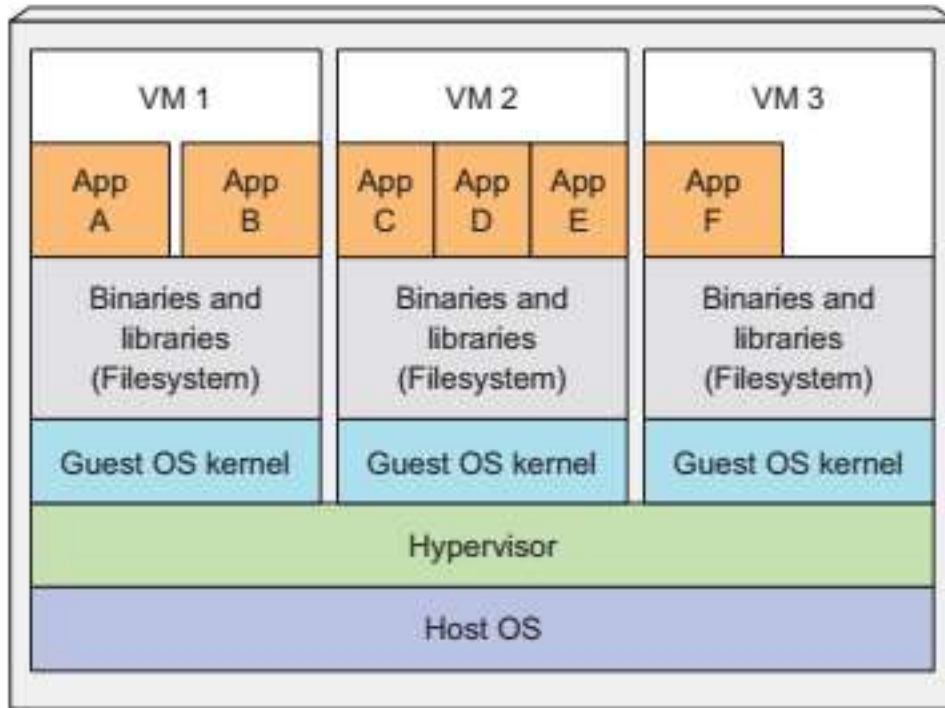 VM 1
App
A
App
B
Binaries and
libraries
(Filesystem)
Guest OS kernel
VM 2
App
C
App
D
App
E
Binaries and
libraries
(Filesystem)
Guest OS kernel
VM 3
App
F
Binaries and
libraries
(Filesystem)
Guest OS kernel
Hypervisor
Host OS